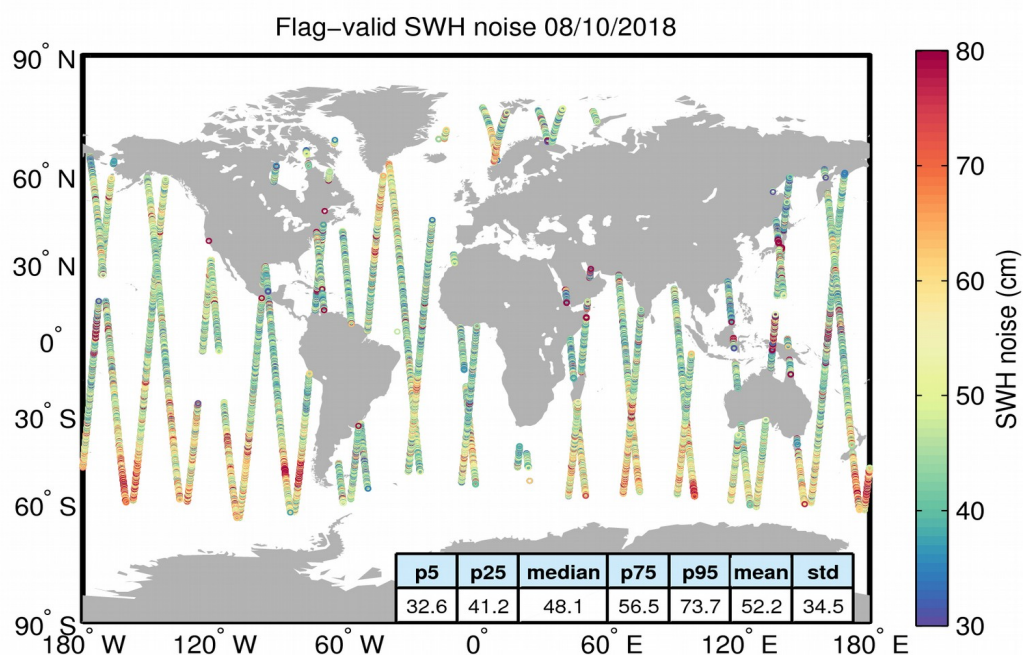 Flag−valid SWH noise 08/10/2018
90° N
60° N
30° N
0°
30° S
60° S
90° S
180° W
120° W
60° W
0°
60° E
120° E
180° E
80
70
60
50
40
30
SWH noise (cm)
p5 p25 median p75 p95 mean std
32.6 41.2 48.1 56.5 73.7 52.2 34.5